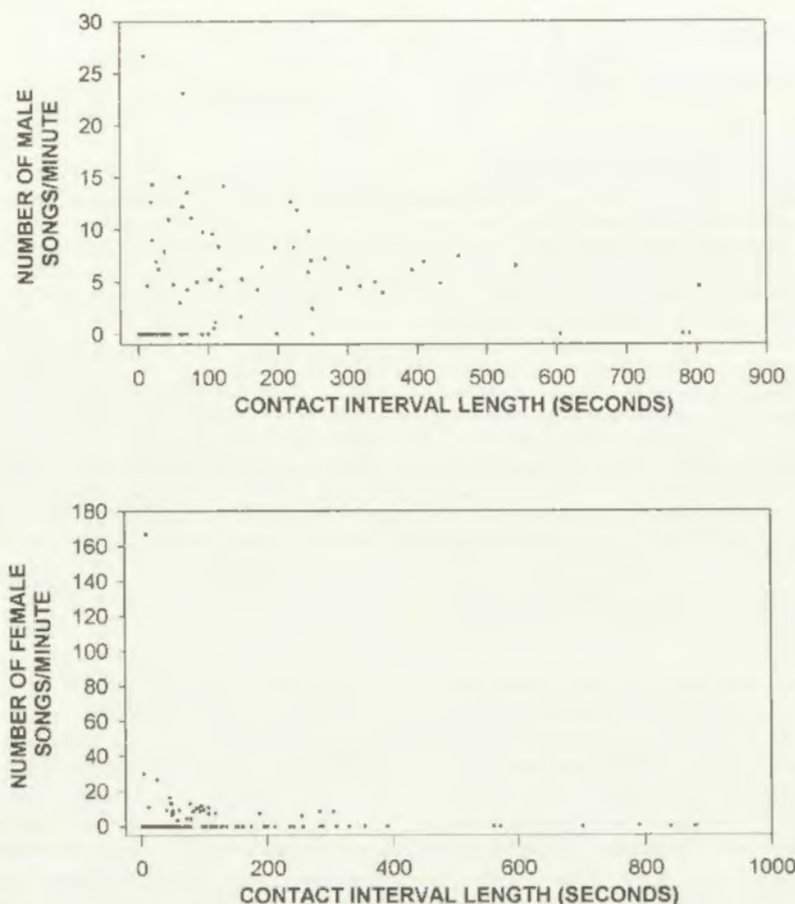 NUMBER OF MALE
SONGS/MINUTE
30
25
20
15
10
5
0
0 100 200 300 400 500 600 700 800 900
CONTACT INTERVAL LENGTH (SECONDS)
NUMBER OF FEMALE
SONGS/MINUTE
180
160
140
120
100
80
60
40
20
0
0 200 400 600 800 1000
CONTACT INTERVAL LENGTH (SECONDS)